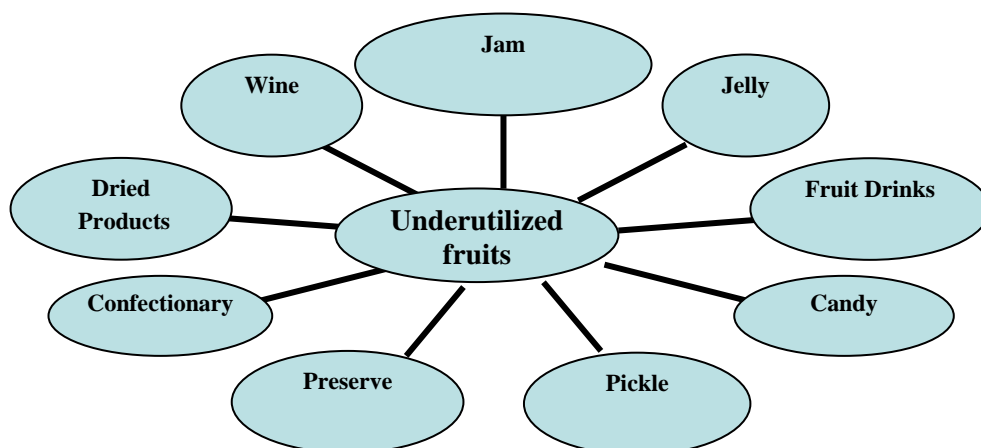 Jam
Wine
Jelly
Dried
Products
Fruit Drinks
Underutilized
fruits
Confectionary
Candy
Preserve
Pickle